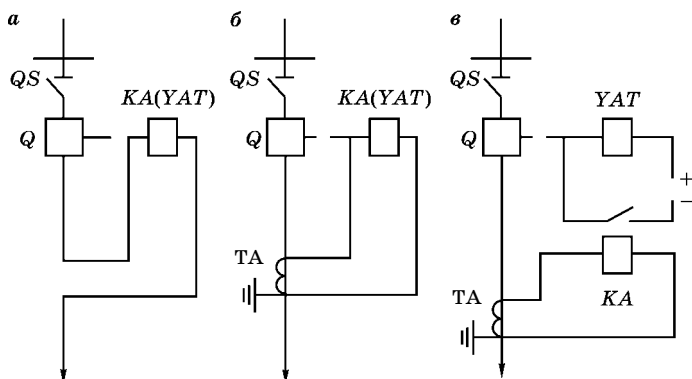 а
б
в
QS
QS
QS
KA(YAT)
KA(YAT)
YAT
Q
Q
Q
+
–
TA
TA
KA